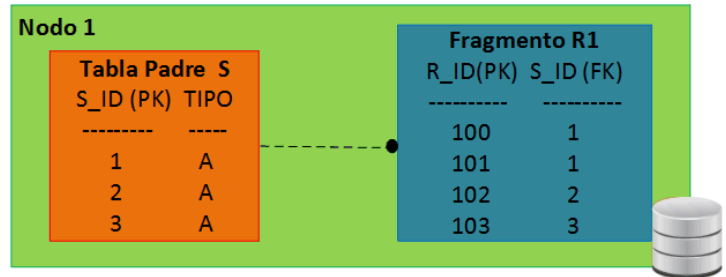 Nodo 1
Tabla Padre S
S_ID (PK) TIPO
--------- -----
1 A
2 A
3 A
Fragmento R1
R_ID(PK) S_ID (FK)
---------- ----------
100 1
101 1
102 2
103 3